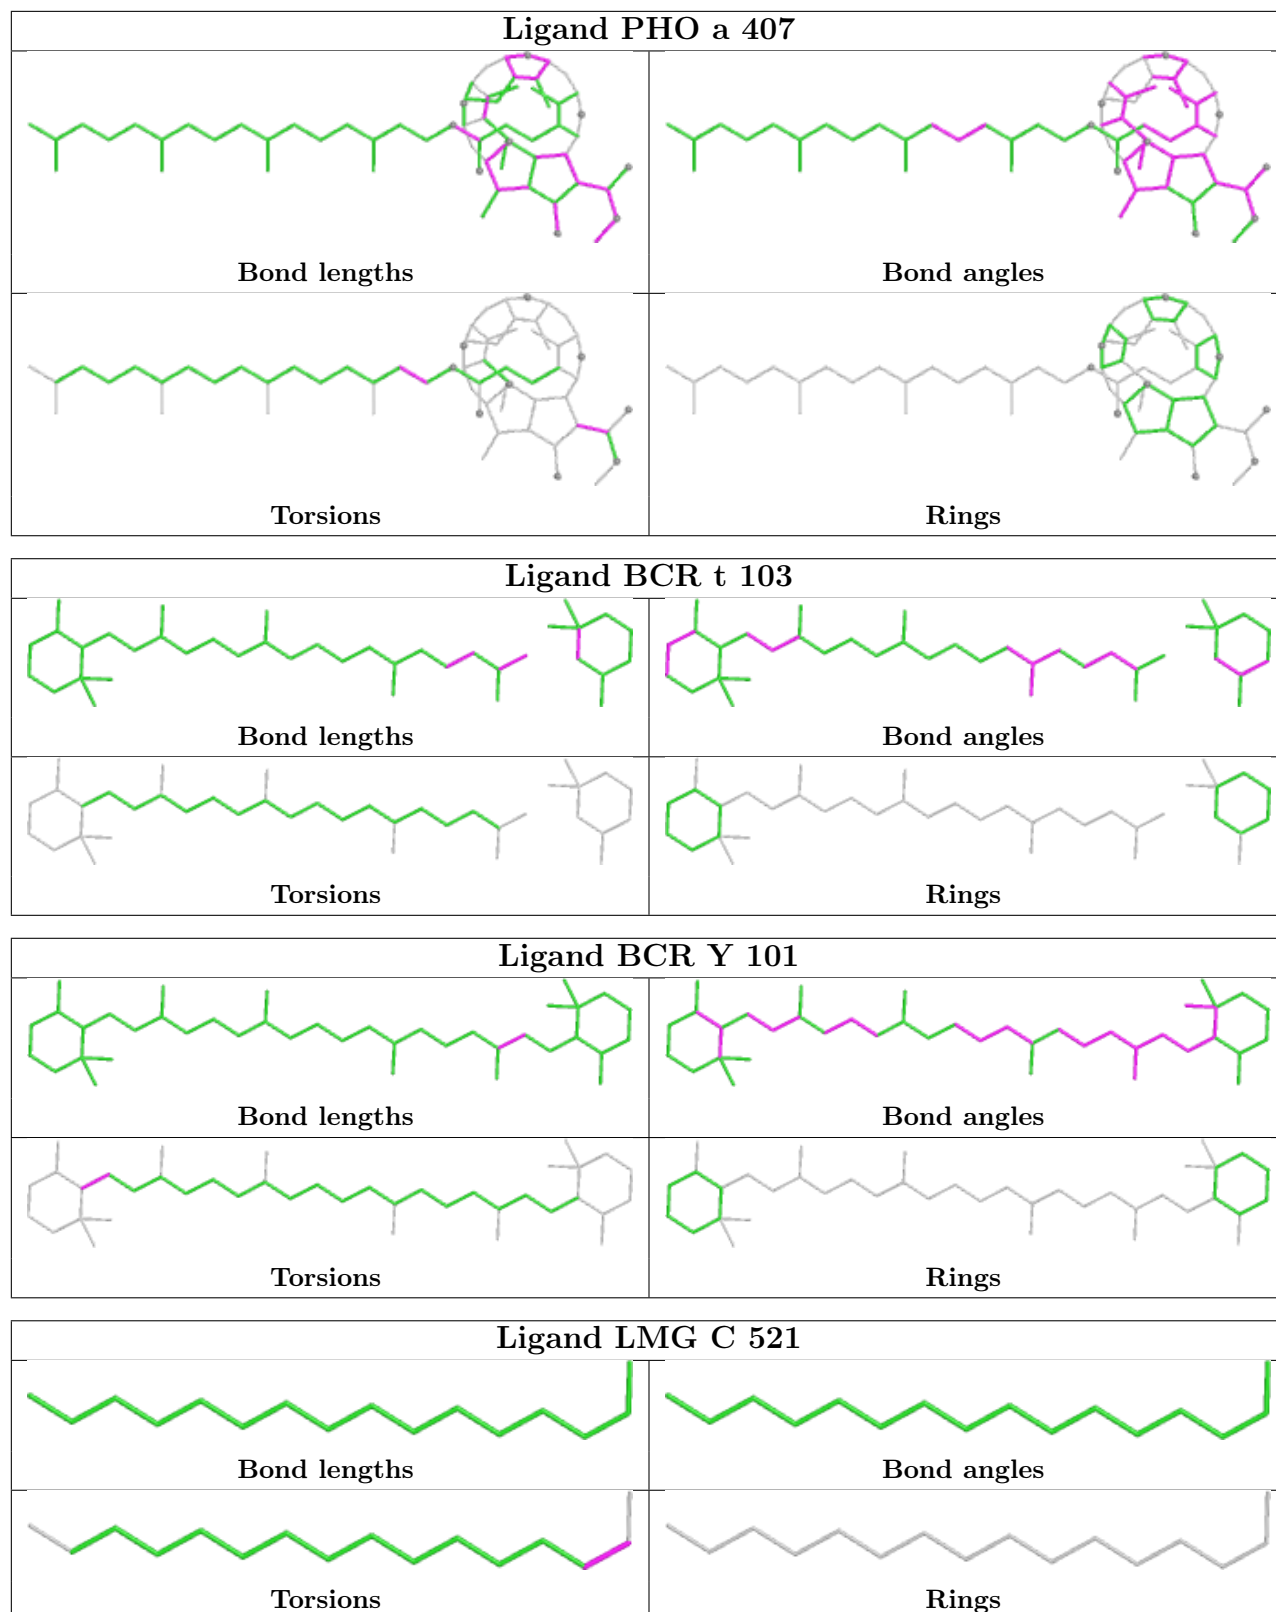 Ligand PHO a 407
Bond lengths
Bond angles
Torsions
Rings
Ligand BCR t 103
Bond lengths
Bond angles
Torsions
Rings
Ligand BCR Y 101
Bond lengths
Bond angles
Torsions
Rings
Ligand LMG C 521
Bond lengths
Bond angles
Torsions
Rings